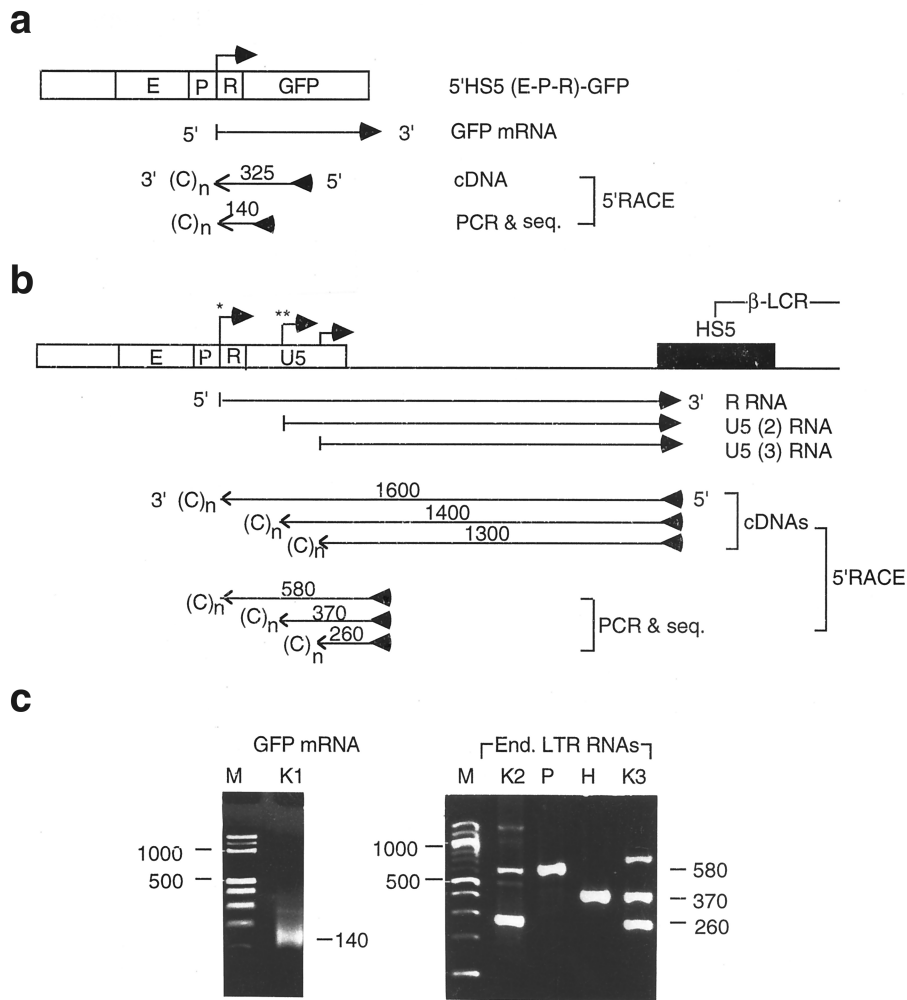 a
E P R GFP 5'HS5 (E-P-R)-GFP
5' 3' GFP mRNA
3' (C)n 325 5' cDNA
5'RACE
(C)n 140 PCR & seq.
b
β-LCR
* **
HS5
E P R U5
5' 3' R RNA
U5 (2) RNA
U5 (3) RNA
3' (C)n 1600 5'
(C)n 1400 cDNAs
(C)n 1300
5'RACE
(C)n 580
(C)n 370 PCR & seq.
(C)n 260
c
GFP mRNA End. LTR RNAs
M K1 M K2 P H K3
1000 1000
500 500 580
370
260
140